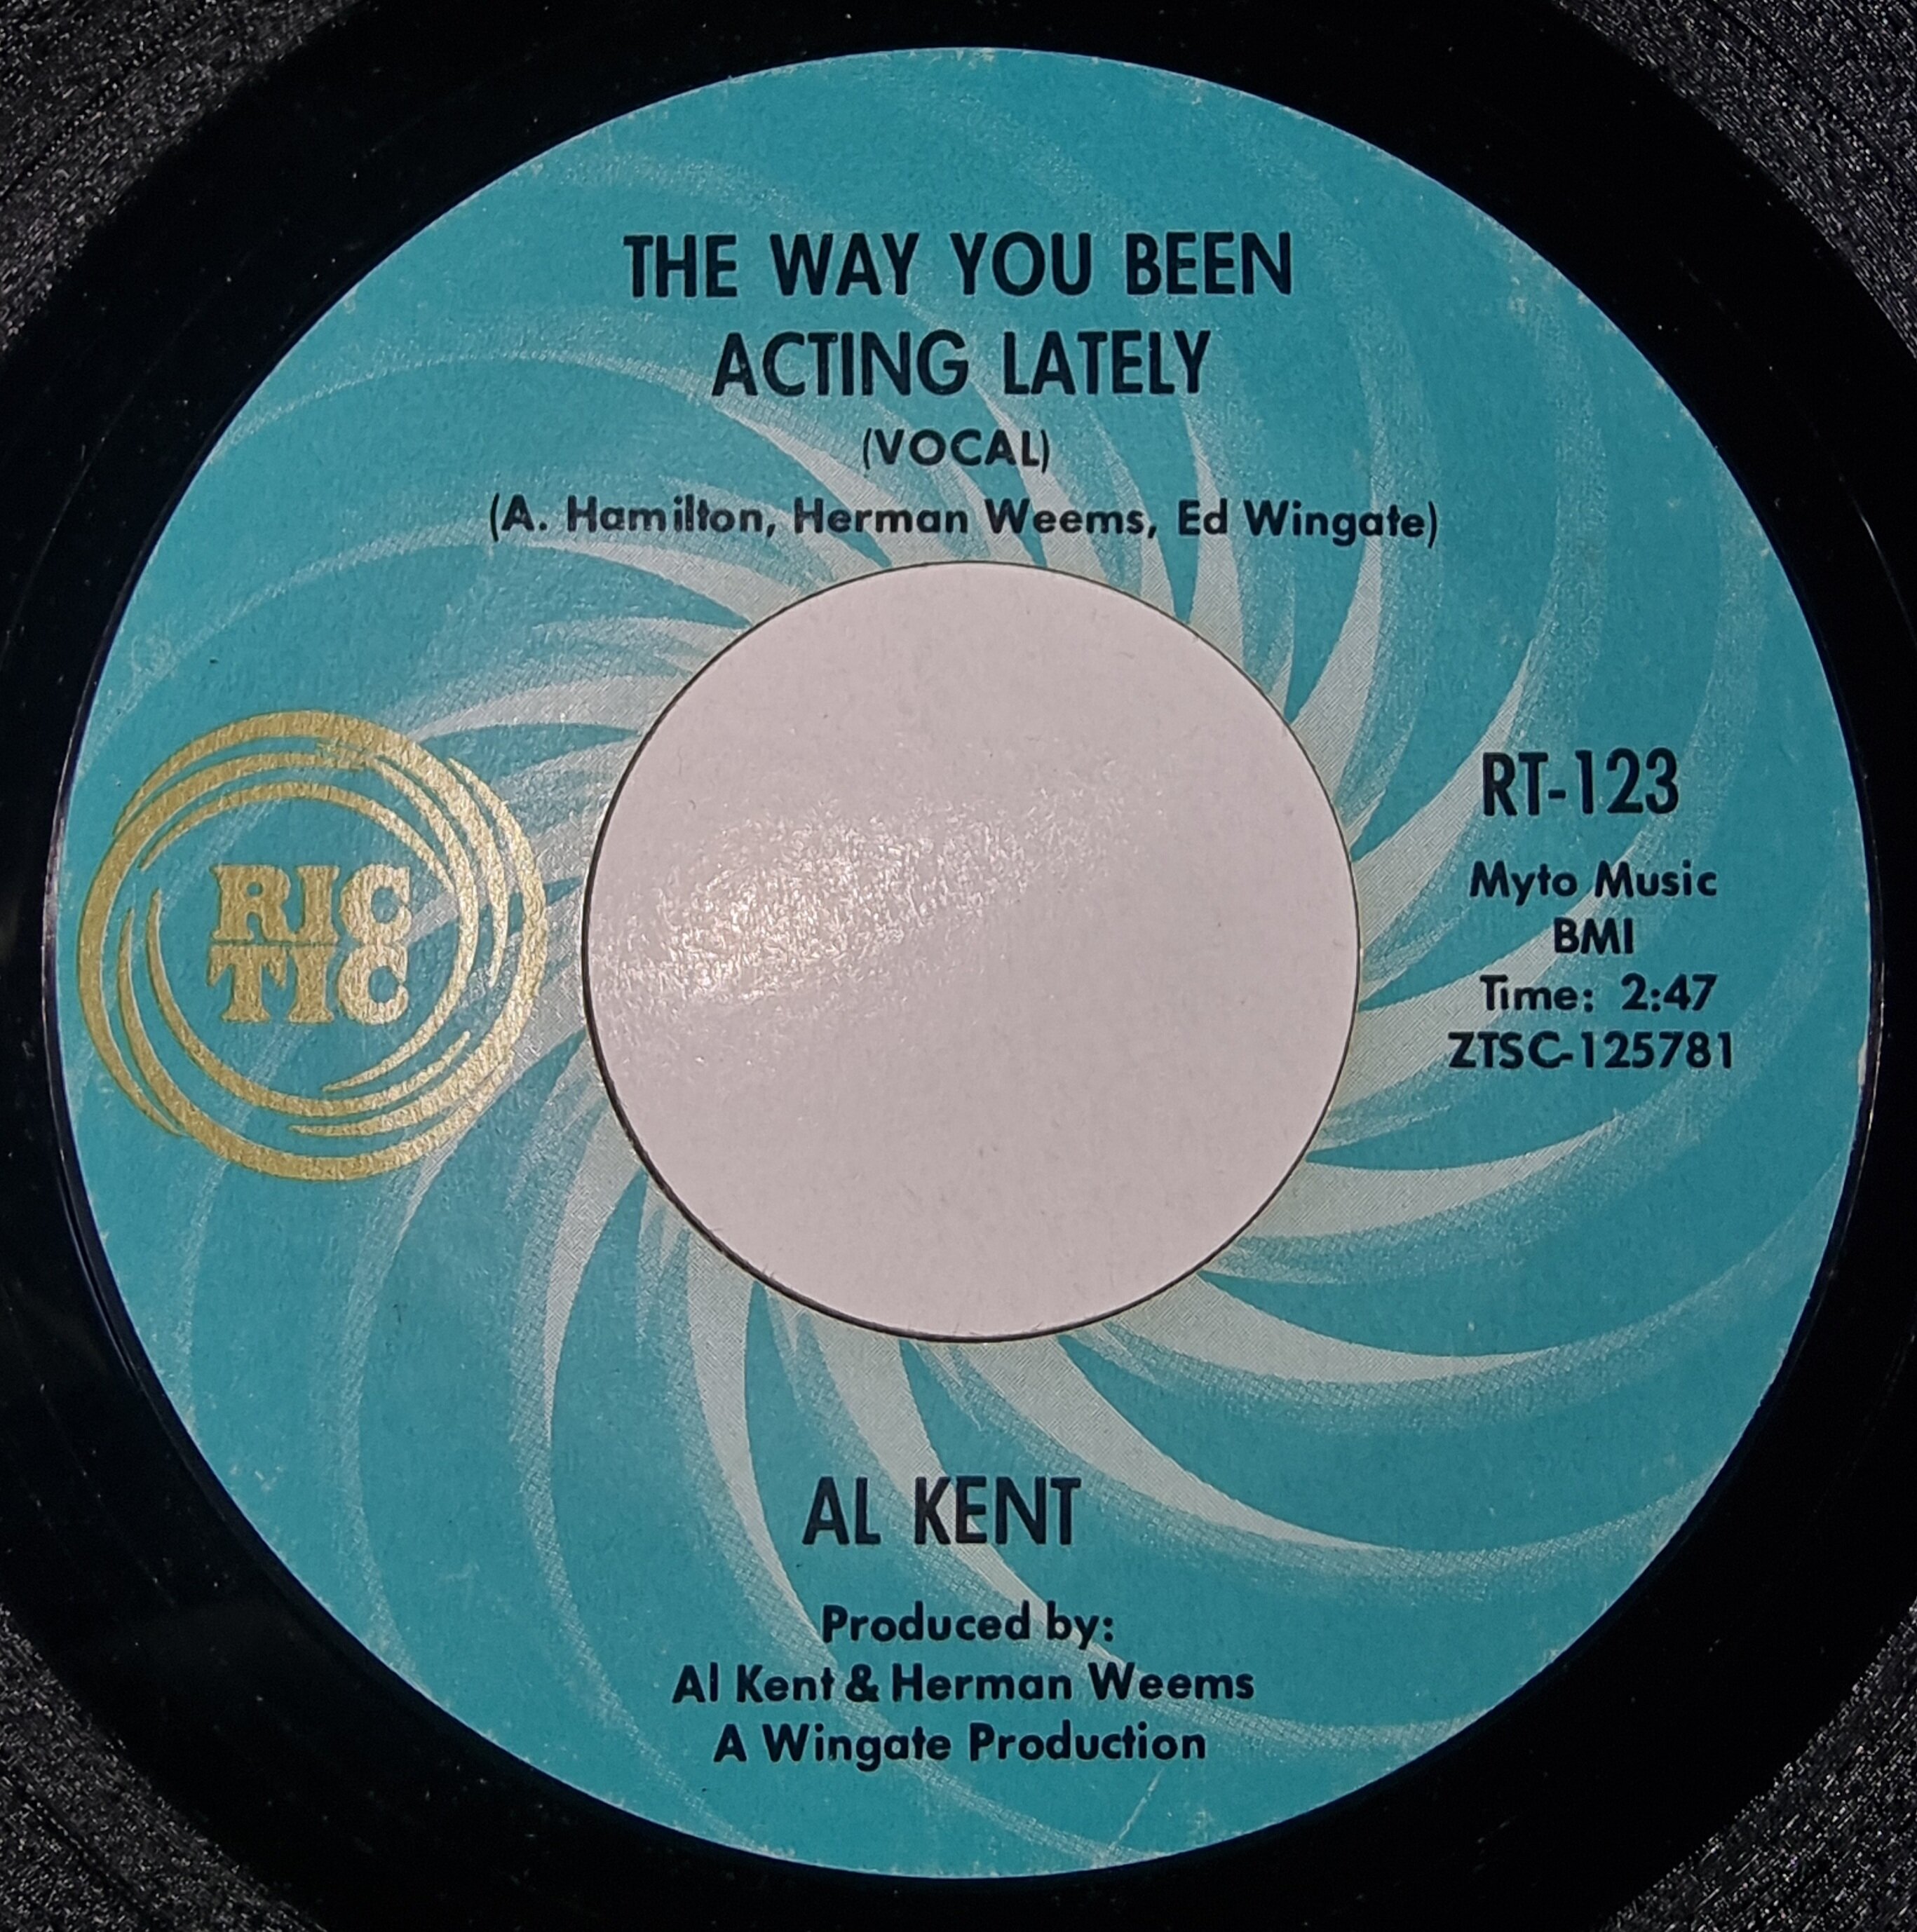 THE WAY YOU BEEN
ACTING LATELY
(VOCAL)
(A. Hamilton, Herman Weems, Ed Wingate)
RIC
TIC
RT-123
Myto Music
BMI
Time: 2:47
ZTSC-125781
AL KENT
Produced by:
Al Kent & Herman Weems
A Wingate Production